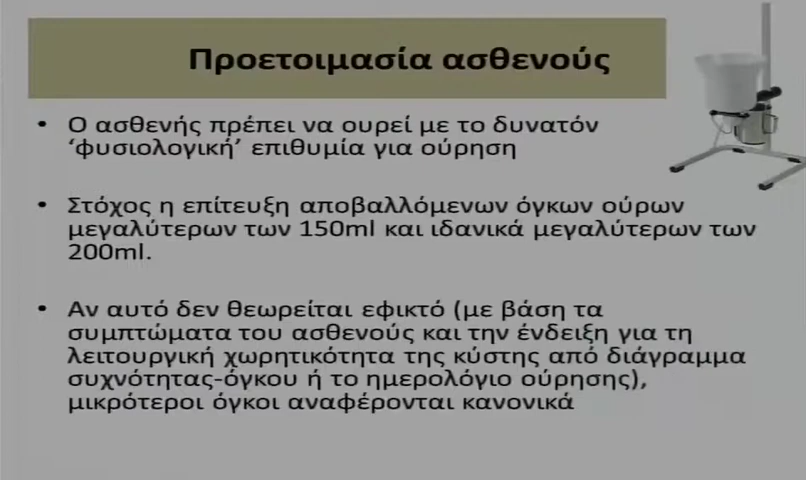 Προετοιμασία ασθενούς
• Ο ασθενής πρέπει να ουρεί με το δυνατόν
‘φυσιολογική’ επιθυμία για ούρηση
• Στόχος η επίτευξη αποβαλλόμενων όγκων ούρων
μεγαλύτερων των 150ml και ιδανικά μεγαλύτερων των
200ml.
• Αν αυτό δεν θεωρείται εφικτό (με βάση τα
συμπτώματα του ασθενούς και την ένδειξη για τη
λειτουργική χωρητικότητα της κύστης από διάγραμμα
συχνότητας-όγκου ή το ημερολόγιο ούρησης),
μικρότεροι όγκοι αναφέρονται κανονικά